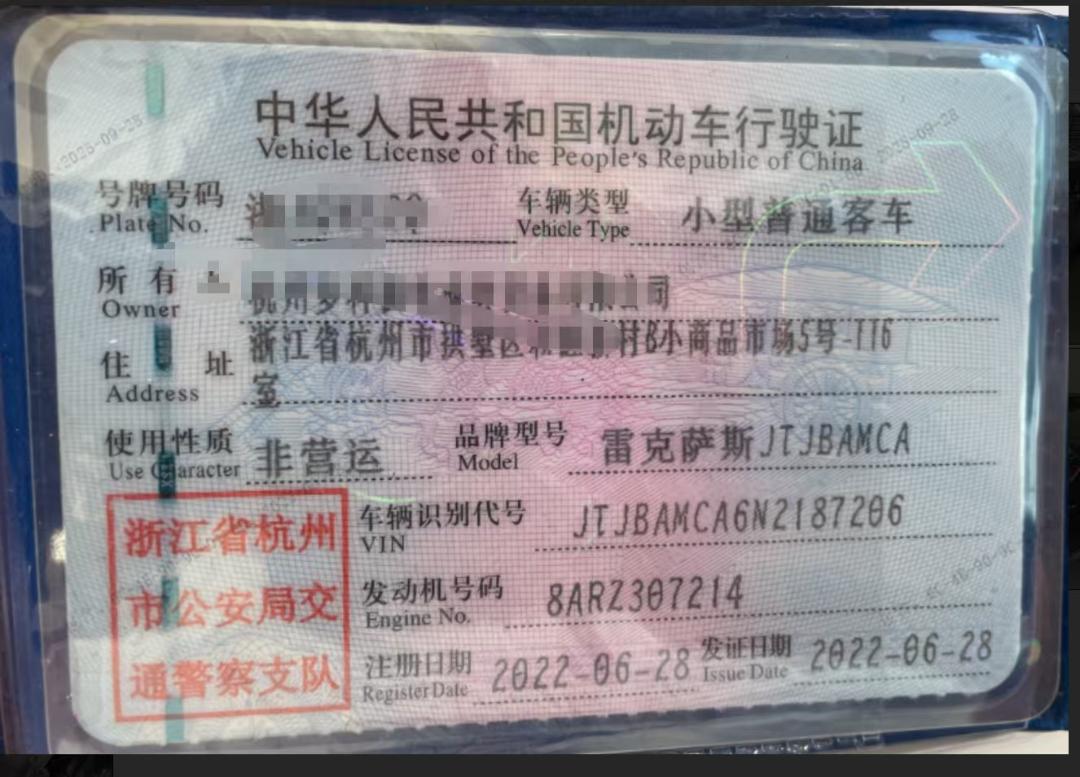 中华人民共和国机动车行驶证
Vehicle License of the People's Republic of China
号牌号码
Plate No.
车辆类型 小型普通客车
Vehicle Type
所有
Owner
公司
住 址 浙江省杭州市拱墅区 村B小商品市场5号-116
室
Address
使用性质 非营运
Use Character
品牌型号 雷克萨斯JTJBAMCA
Model
浙江省杭州
市公安局交
通警察支队
车辆识别代号 JTJBAMCA6N2187206
VIN
发动机号码 8ARZ307214
Engine No.
注册日期 2022-06-28
Register Date
发证日期 2022-06-28
Issue Date